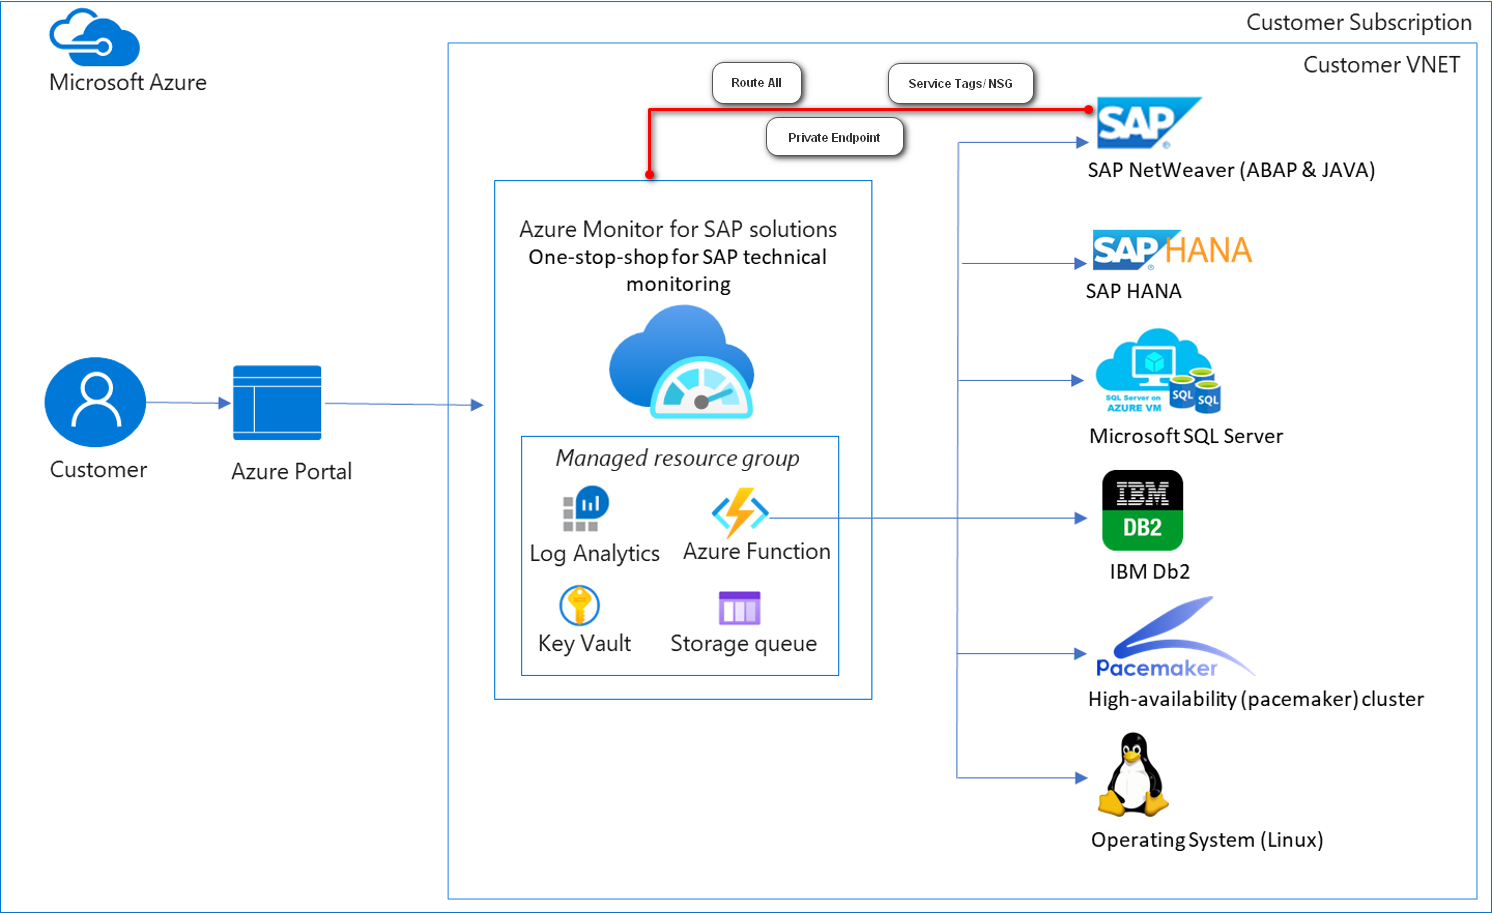 Customer Subscription
Microsoft Azure
Customer VNET
Route All
Service Tags/ NSG
Private Endpoint
SAP
SAP NetWeaver (ABAP & JAVA)
Azure Monitor for SAP solutions
One-stop-shop for SAP technical
monitoring
SAP HANA
SAP HANA
SQL Server on
AZURE VM
SQL
SQL
Microsoft SQL Server
Customer
Azure Portal
Managed resource group
Log Analytics
Azure Function
Key Vault
Storage queue
IBM
DB2
IBM Db2
Pacemaker
High-availability (pacemaker) cluster
Operating System (Linux)